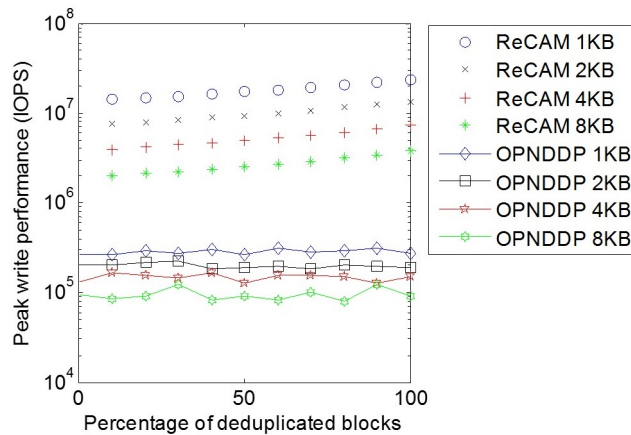 10^8
10^7
10^6
10^5
10^4
Peak write performance (IOPS)
0
50
100
Percentage of deduplicated blocks
ReCAM 1KB
ReCAM 2KB
ReCAM 4KB
ReCAM 8KB
OPNDDP 1KB
OPNDDP 2KB
OPNDDP 4KB
OPNDDP 8KB